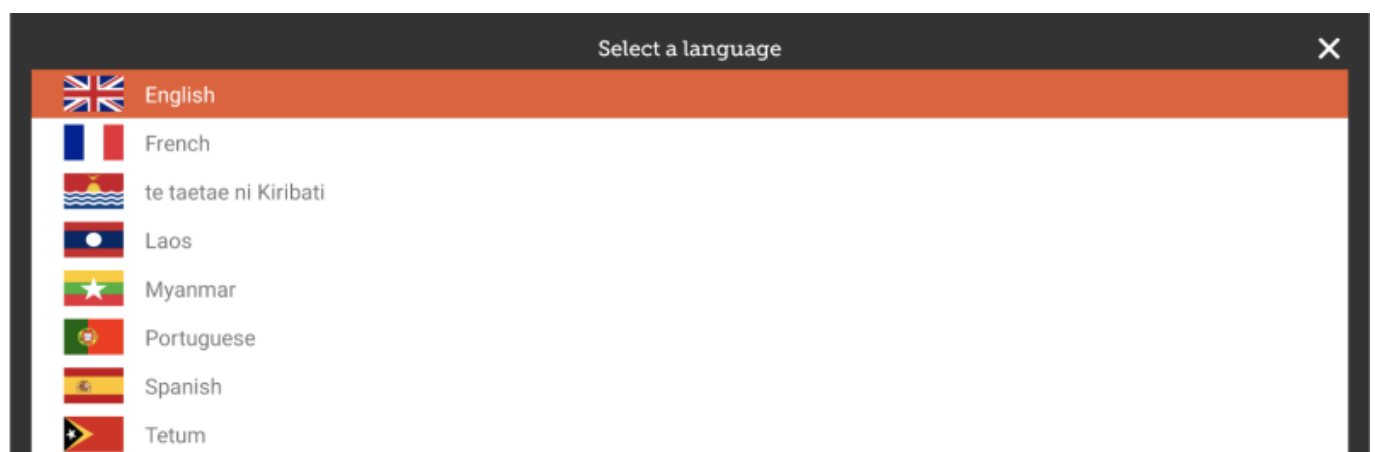 Select a language
English
French
te taetae ni Kiribati
Laos
Myanmar
Portuguese
Spanish
Tetum